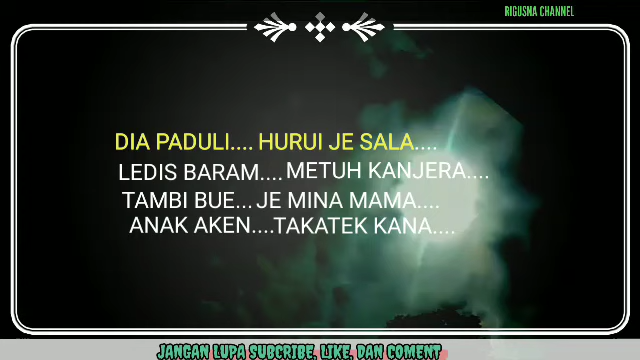 RIGUSNA CHANNEL
DIA PADULI.... HURUI JE SALA....
LEDIS BARAM.... METUH KANJERA....
TAMBI BUE... JE MINA MAMA....
ANAK AKEN....TAKATEK KANA....
JANGAN LUPA SUBCRIBE, LIKE, DAN COMENT